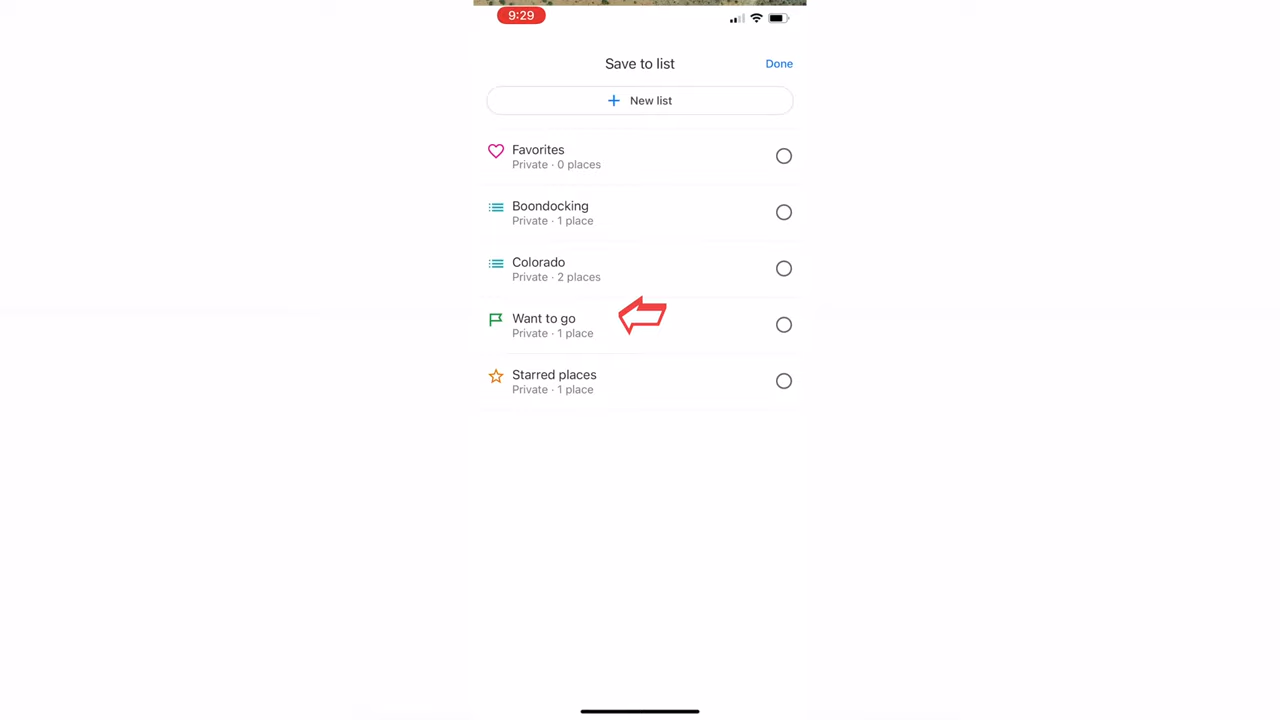 9:29
Save to list
Done
New list
Favorites
Private · 0 places
Boondocking
Private · 1 place
Colorado
Private · 2 places
Want to go
Private · 1 place
Starred places
Private · 1 place